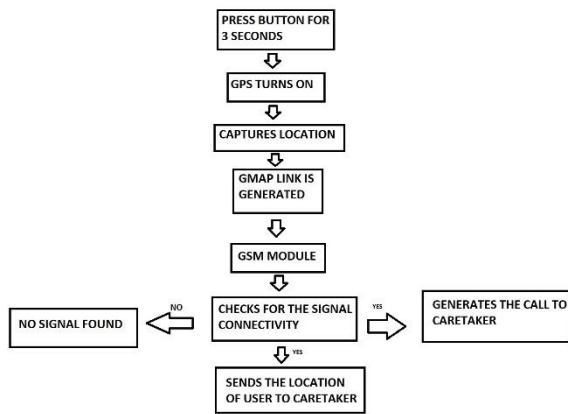 PRESS BUTTON FOR
3 SECONDS
GPS TURNS ON
CAPTURES LOCATION
GMAP LINK IS
GENERATED
GSM MODULE
NO
CHECKS FOR THE SIGNAL
CONNECTIVITY
YES
GENERATES THE CALL TO
CARETAKER
NO SIGNAL FOUND
YES
SENDS THE LOCATION
OF USER TO CARETAKER